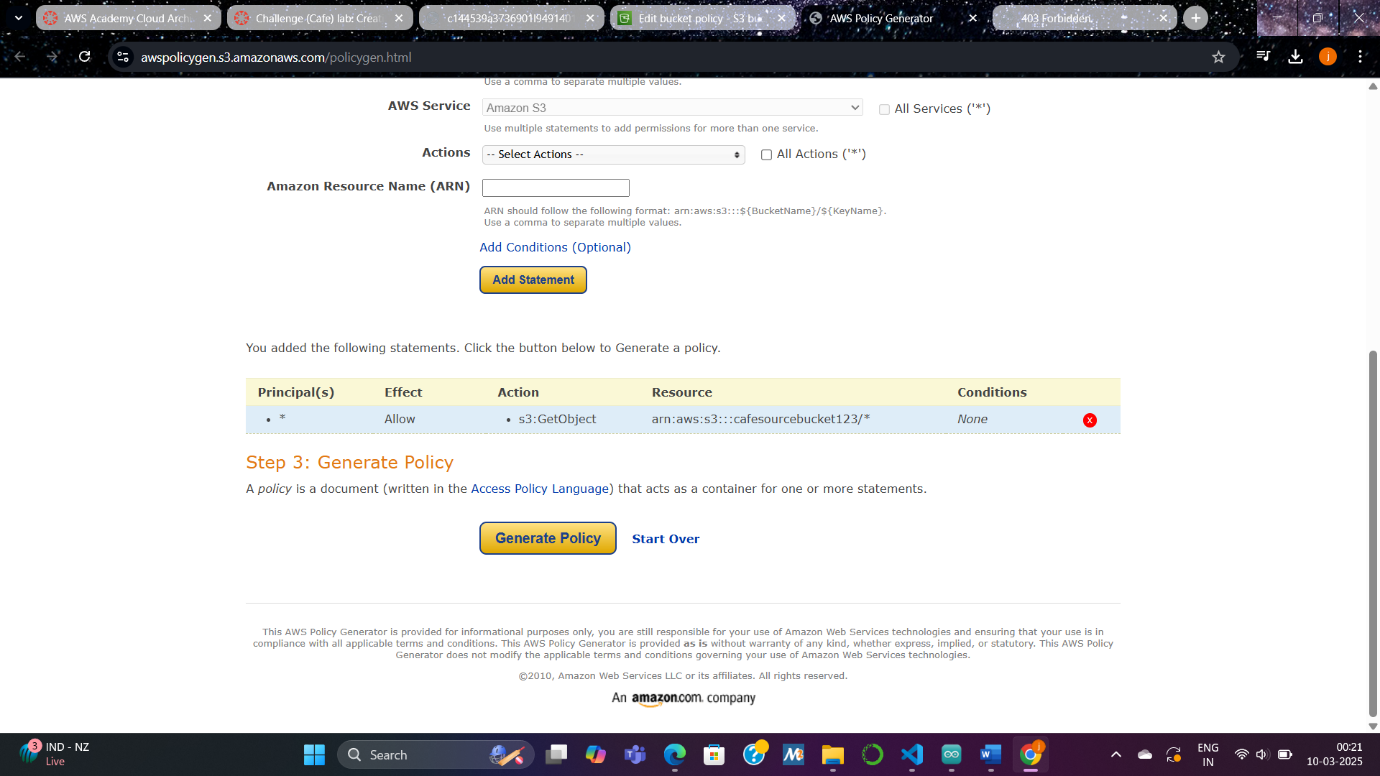 AWS Academy Cloud Arch
Challenge (Cafe) lab: Creat
c144539a3736901l949140
Edit bucket policy - S3 bu
AWS Policy Generator
403 Forbidden
awspolicygen.s3.amazonaws.com/policygen.html
j
Use a comma to separate multiple values.
AWS Service
Amazon S3
All Services ('*')
Use multiple statements to add permissions for more than one service.
Actions
-- Select Actions --
All Actions ('*')
Amazon Resource Name (ARN)
ARN should follow the following format: arn:aws:s3:::${BucketName}/${KeyName}.
Use a comma to separate multiple values.
Add Conditions (Optional)
Add Statement
You added the following statements. Click the button below to Generate a policy.
Principal(s) Effect Action Resource Conditions
• * Allow • s3:GetObject arn:aws:s3:::cafesourcebucket123/* None x
Step 3: Generate Policy
A policy is a document (written in the Access Policy Language) that acts as a container for one or more statements.
Generate Policy Start Over
This AWS Policy Generator is provided for informational purposes only, you are still responsible for your use of Amazon Web Services technologies and ensuring that your use is in
compliance with all applicable terms and conditions. This AWS Policy Generator is provided as is without warranty of any kind, whether express, implied, or statutory. This AWS Policy
Generator does not modify the applicable terms and conditions governing your use of Amazon Web Services technologies.
©2010, Amazon Web Services LLC or its affiliates. All rights reserved.
An amazon.com. company
3
IND - NZ
Live
Search
ENG
IN
00:21
10-03-2025